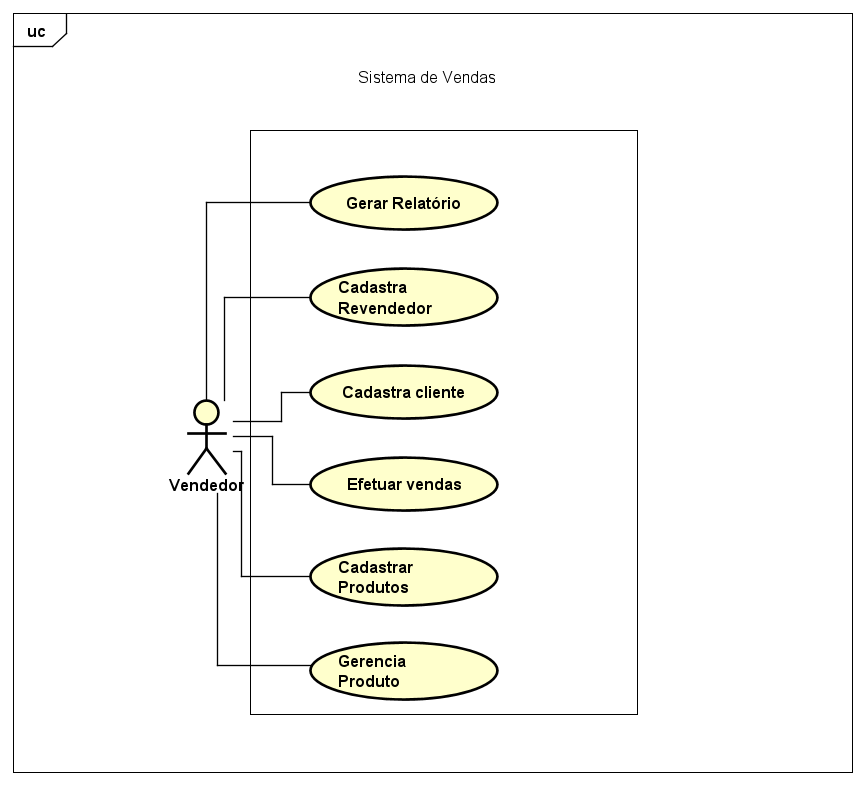 uc
Sistema de Vendas
Gerar Relatório
Cadastra
Revendedor
Cadastra cliente
Vendedor
Efetuar vendas
Cadastrar
Produtos
Gerencia
Produto